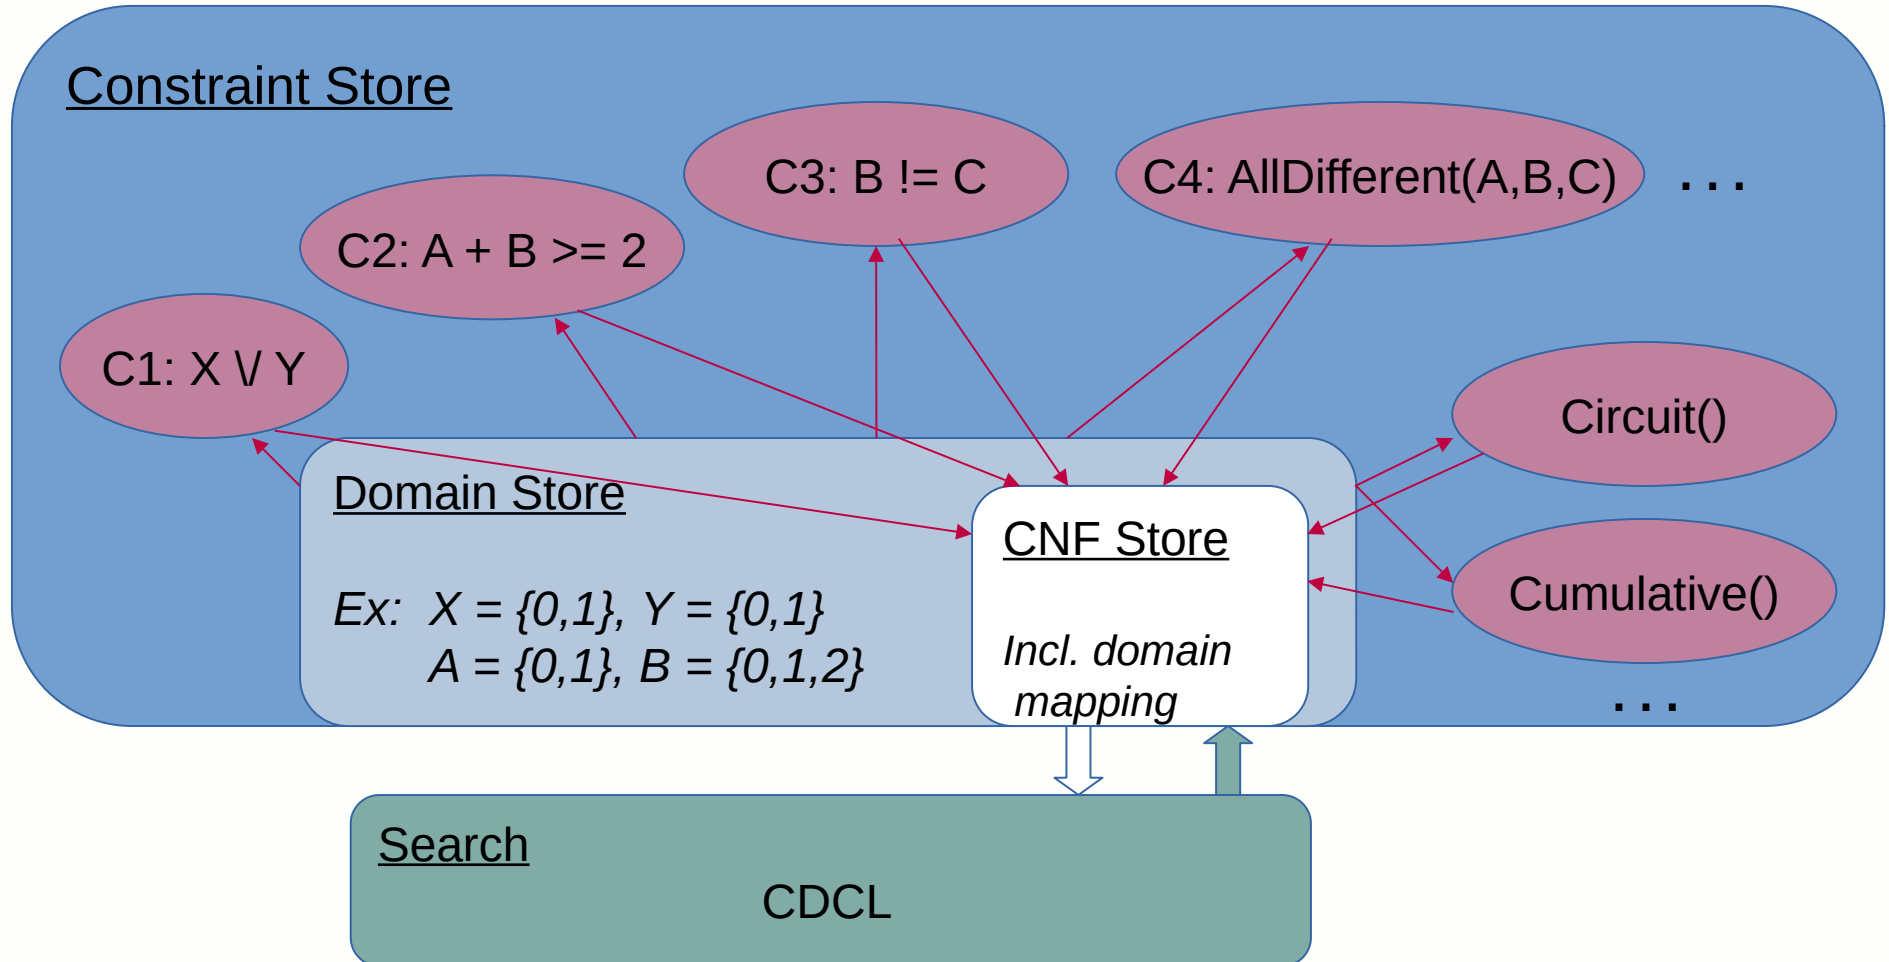 Constraint Store
C3: B != C
C4: AllDifferent(A,B,C)
. . .
C2: A + B >= 2
C1: X \/ Y
Circuit()
Domain Store
CNF Store
Cumulative()
Ex: X = {0,1}, Y = {0,1}
A = {0,1}, B = {0,1,2}
Incl. domain
mapping
. . .
Search
CDCL